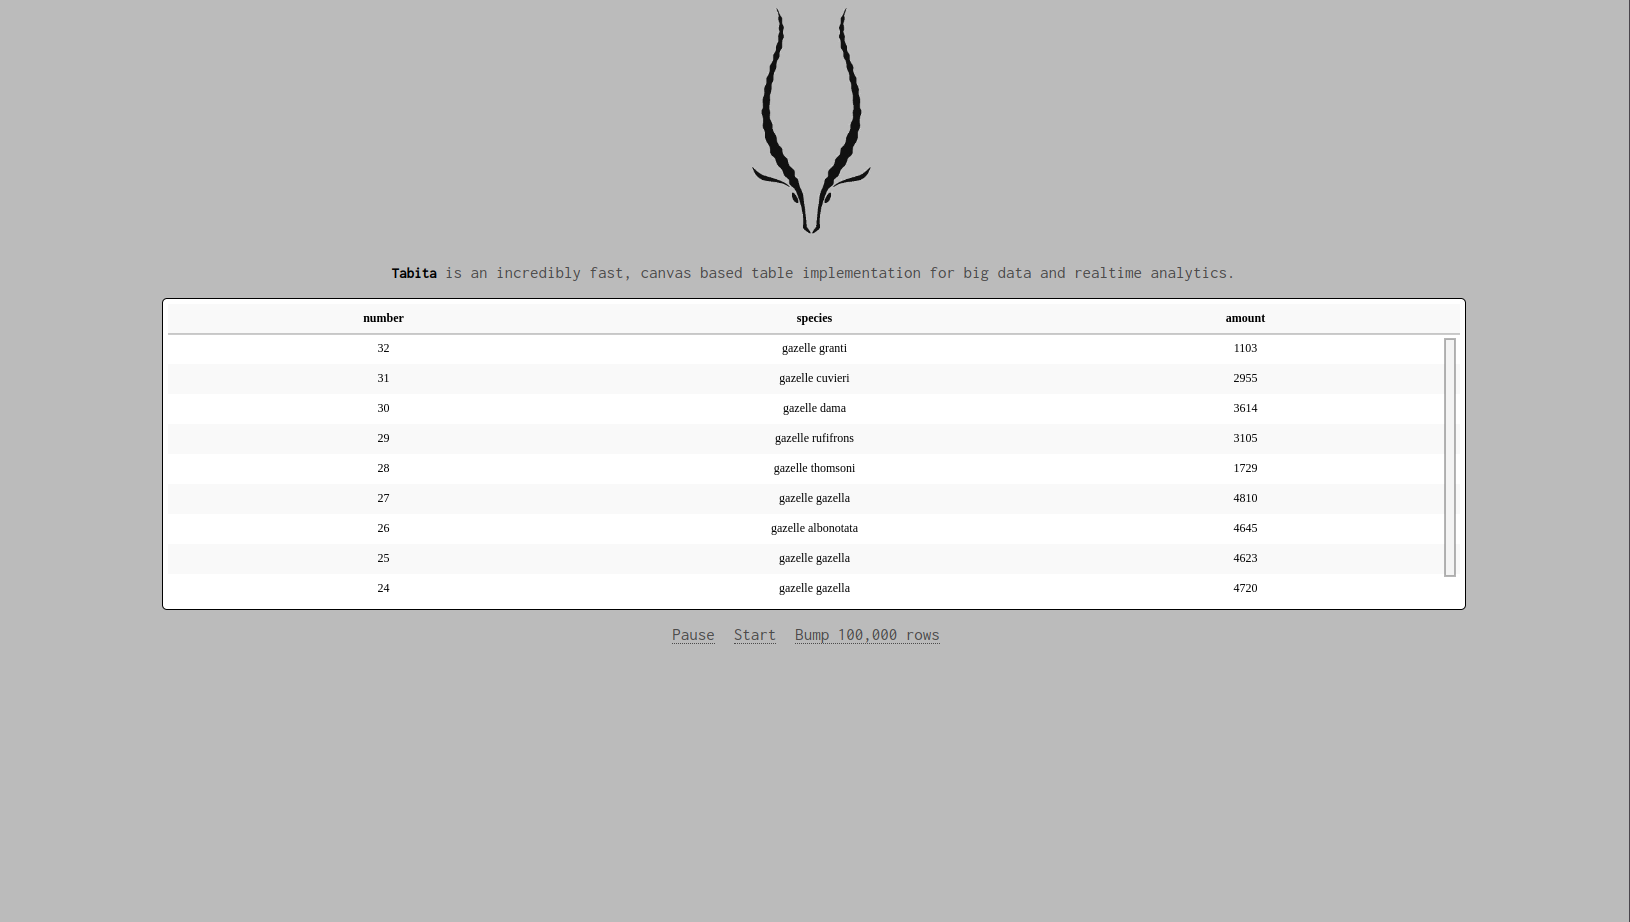 Tabita is an incredibly fast, canvas based table implementation for big data and realtime analytics.
number species amount
32 gazelle granti 1103
31 gazelle cuvieri 2955
30 gazelle dama 3614
29 gazelle rufifrons 3105
28 gazelle thomsoni 1729
27 gazelle gazella 4810
26 gazelle albonotata 4645
25 gazelle gazella 4623
24 gazelle gazella 4720
Pause Start Bump 100,000 rows